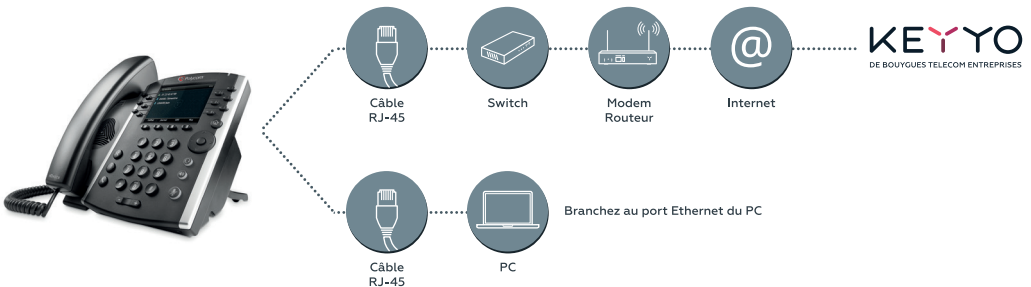 KEYYO
DE BOUYGUES TELECOM ENTREPRISES
@
Câble
RJ-45
Switch
Modem
Routeur
Internet
Branchez au port Ethernet du PC
Câble
RJ-45
PC